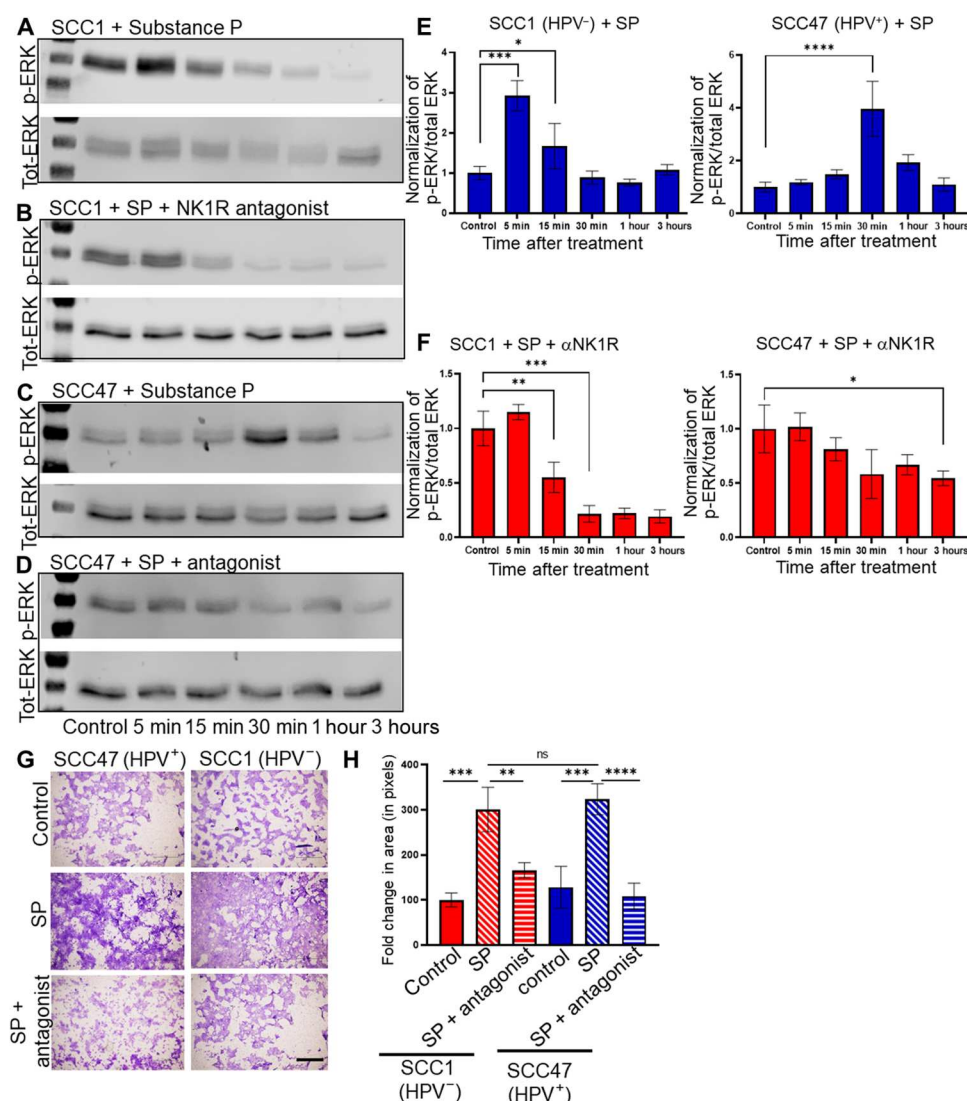 A
SCC1 + Substance P
p-ERK
Tot-ERK
B
SCC1 + SP + NK1R antagonist
p-ERK
Tot-ERK
C
SCC47 + Substance P
p-ERK
Tot-ERK
D
SCC47 + SP + antagonist
p-ERK
Tot-ERK
Control 5 min 15 min 30 min 1 hour 3 hours
E
SCC1 (HPV⁻) + SP
Normalization of
p-ERK/total ERK
4
3
2
1
0
*
***
Control 5 min 15 min 30 min 1 hour 3 hours
Time after treatment
SCC47 (HPV⁺) + SP
Normalization of
p-ERK/total ERK
6
4
2
0
****
Control 5 min 15 min 30 min 1 hour 3 hours
Time after treatment
F
SCC1 + SP + αNK1R
Normalization of
p-ERK/total ERK
1.5
1.0
0.5
0.0
***
**
Control 5 min 15 min 30 min 1 hour 3 hours
Time after treatment
SCC47 + SP + αNK1R
Normalization of
p-ERK/total ERK
1.5
1.0
0.5
0.0
*
Control 5 min 15 min 30 min 1 hour 3 hours
Time after treatment
G
SCC47 (HPV⁺) SCC1 (HPV⁻)
Control
SP
SP +
antagonist
H
Fold change in area (in pixels)
400
300
200
100
0
ns
*** ** *** ****
Control
SP
SP + antagonist
control
SP
SP + antagonist
SCC1
(HPV⁻)
SCC47
(HPV⁺)